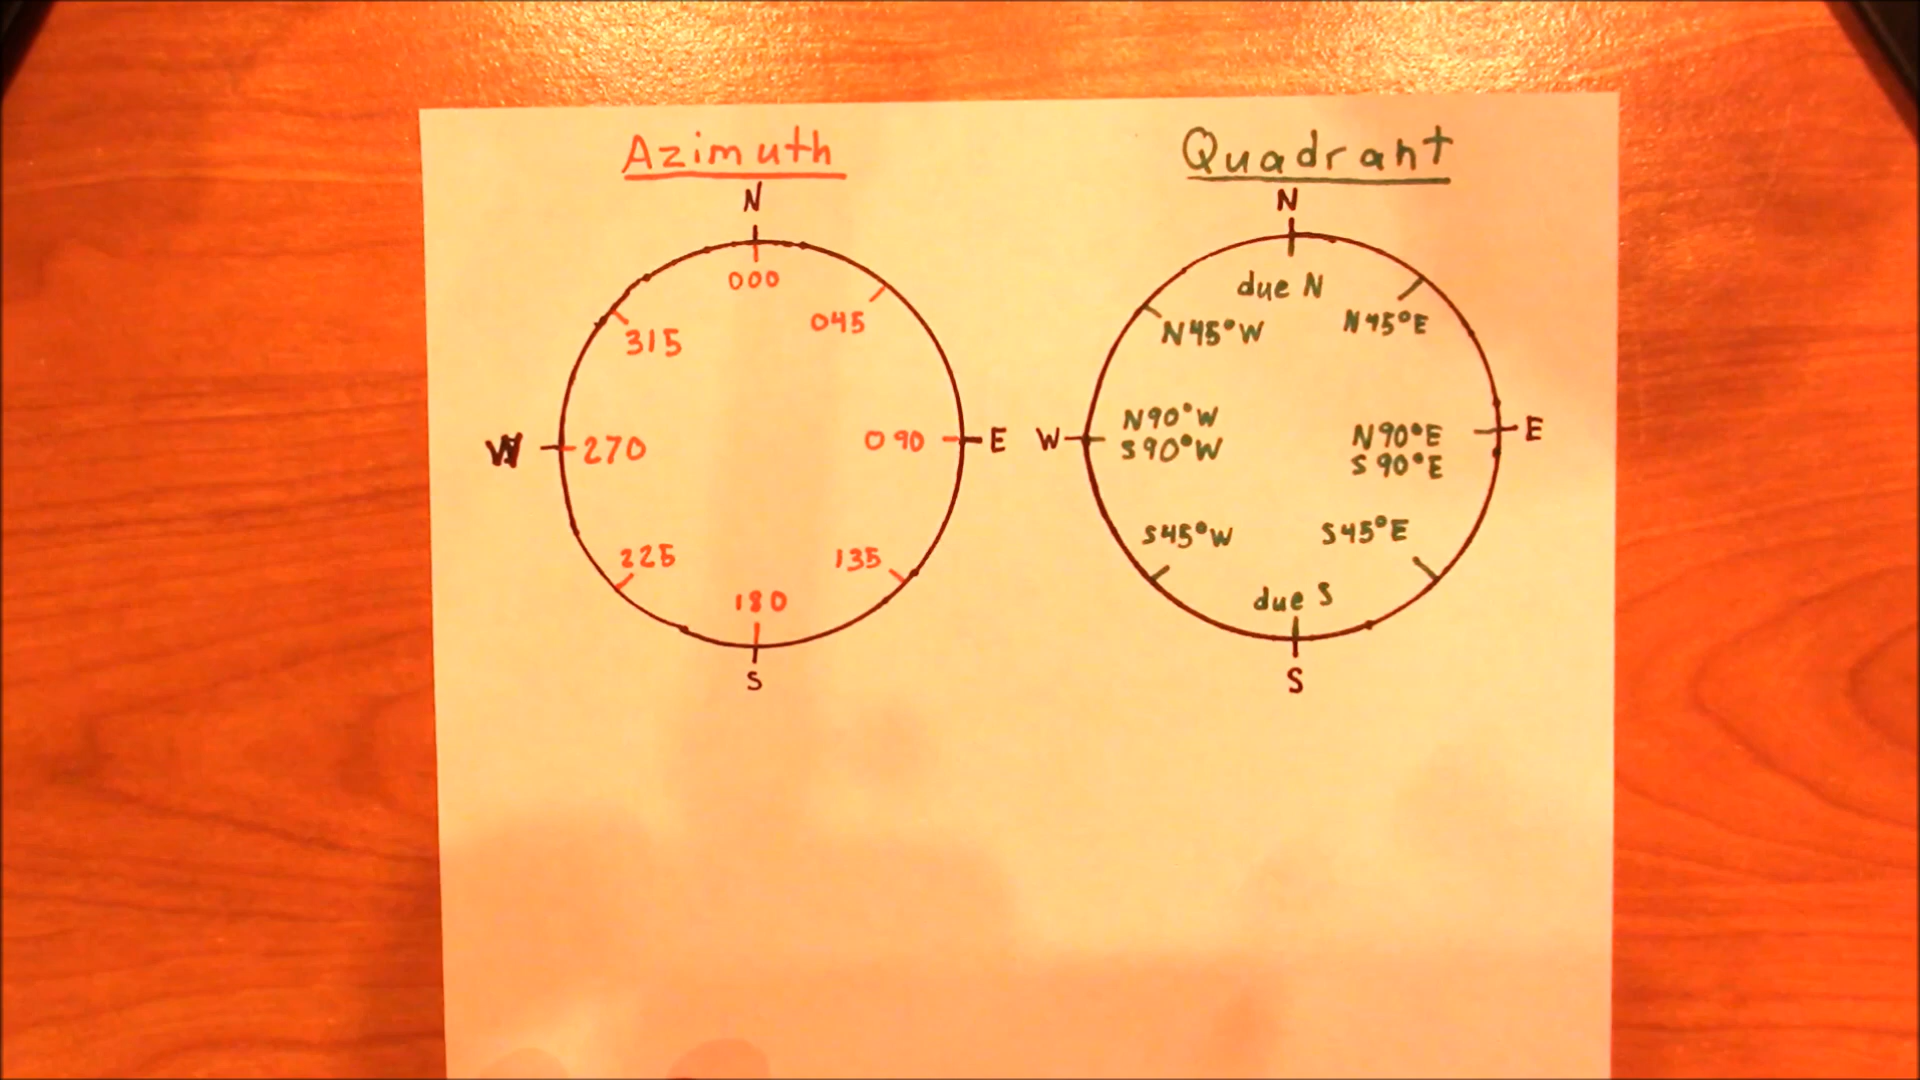 Azimuth
N
000
045
315
W
270
090
E
225
135
180
S
Quadrant
N
due N
N45°W
N45°E
W
N90°W
S90°W
N90°E
S90°E
E
S45°W
S45°E
due S
S